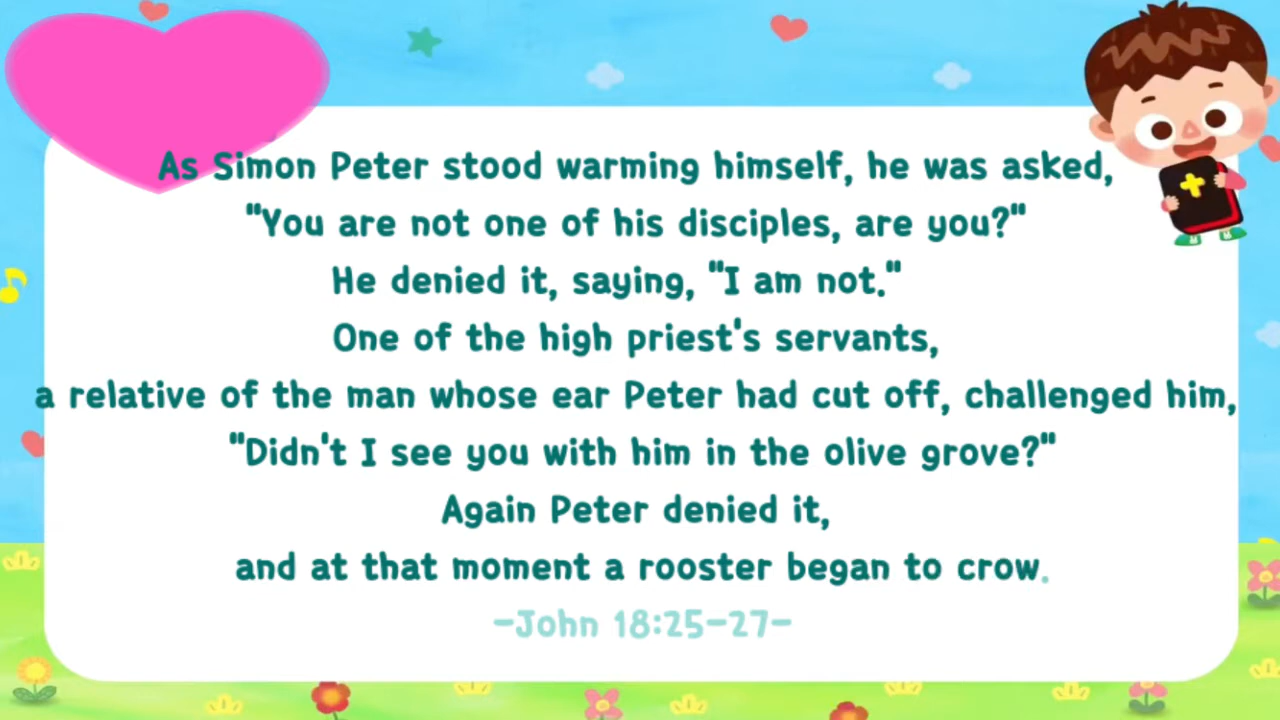 As Simon Peter stood warming himself, he was asked,
"You are not one of his disciples, are you?"
He denied it, saying, "I am not."
One of the high priest's servants,
a relative of the man whose ear Peter had cut off, challenged him,
"Didn't I see you with him in the olive grove?"
Again Peter denied it,
and at that moment a rooster began to crow.
-John 18:25-27-